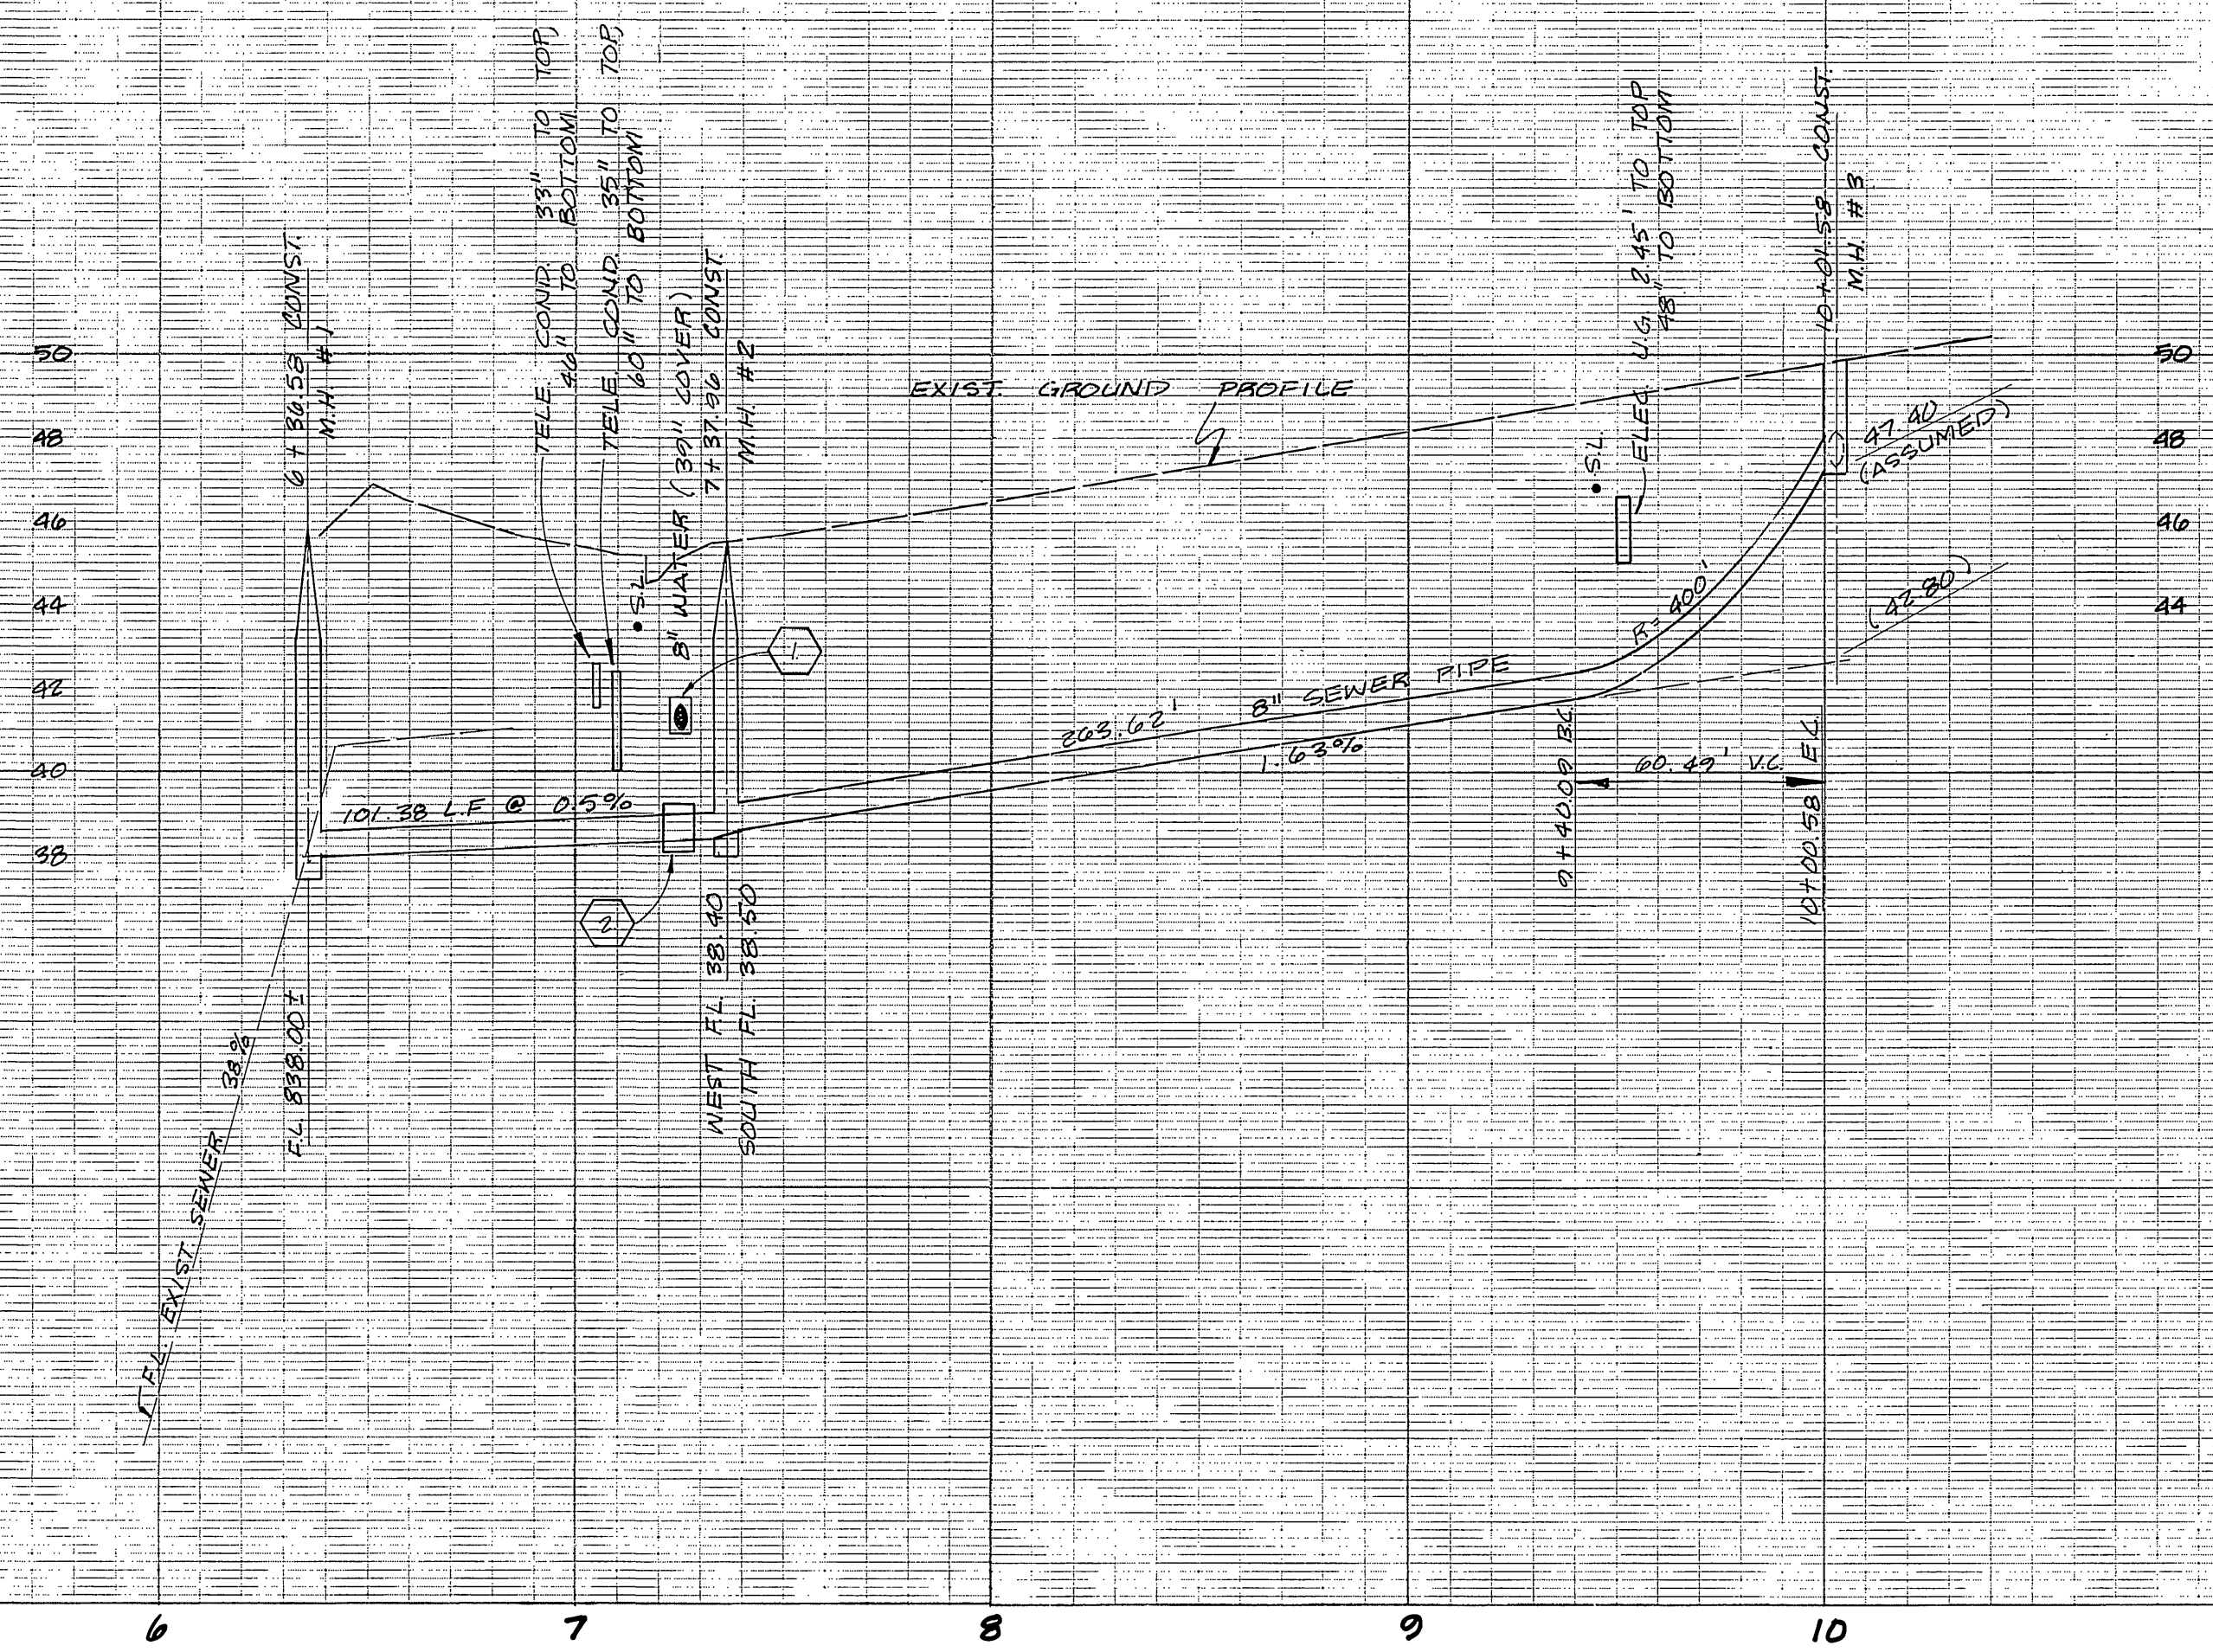 TELE. COND. 33" TO TOP,
46" TO BOTTOM
TELE. COND. 35" TO TOP,
60" TO BOTTOM
8" WATER (39" COVER)
6 + 36.58 CONST.
M.H. #1
7+37.96 CONST.
M.H. #2
ELEC. U.G. 2.45' TO TOP
48" TO BOTTOM
10+01.58 CONST.
M.H. #3
50
48
46
44
42
40
38
50
48
46
44
EXIST. GROUND PROFILE
S.L.
S.L.
47.40
(ASSUMED)
(42.80)
R= 400'
1
2
263.62' 8" SEWER PIPE
1.63%
101.38 L.F @ 0.5%
9+40.09 B.C.
60.49' V.C.
10+00.58 E.C.
F.L. 838.00±
WEST F.L 38.40
SOUTH FL. 38.50
F.L. EXIST SEWER 38%
6 7 8 9 10